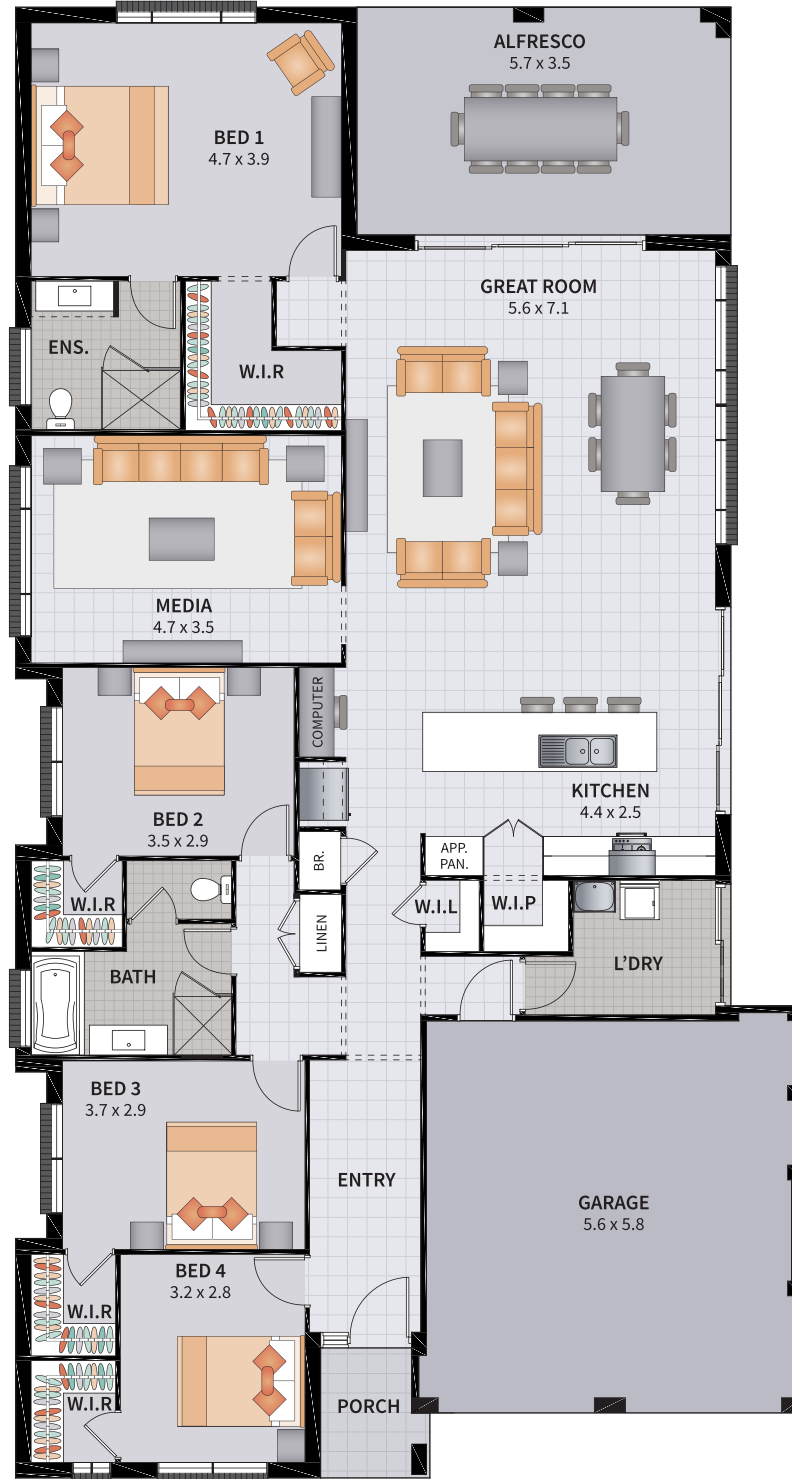 ALFRESCO
5.7 x 3.5
BED 1
4.7 x 3.9
GREAT ROOM
5.6 x 7.1
ENS.
W.I.R
MEDIA
4.7 x 3.5
COMPUTER
KITCHEN
4.4 x 2.5
BED 2
3.5 x 2.9
BR.
APP.
PAN.
W.I.R
W.I.L
W.I.P
LINEN
L’DRY
BATH
BED 3
3.7 x 2.9
ENTRY
GARAGE
5.6 x 5.8
BED 4
3.2 x 2.8
W.I.R
W.I.R
PORCH